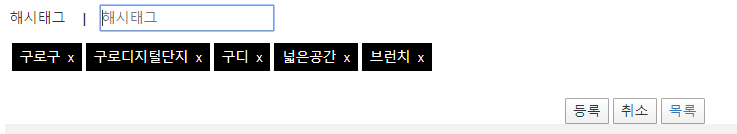 해시태그 | 해시태그
구로구 x 구로디지털단지 x 구디 x 넓은공간 x 브런치 x
등록 취소 목록